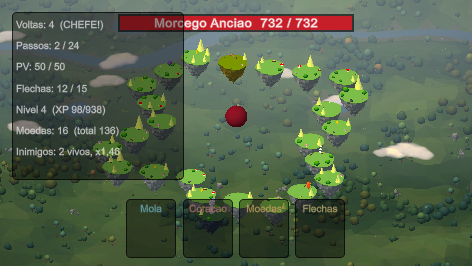 Morcego Anciao 732 / 732
Voltas: 4 (CHEFE!)
Passos: 2 / 24
PV: 50 / 50
Flechas: 12 / 15
Nivel 4 (XP 98/938)
Moedas: 16 (total 136)
Inimigos: 2 vivos, x1,45
Mola
Coracao
Moedas
Flechas